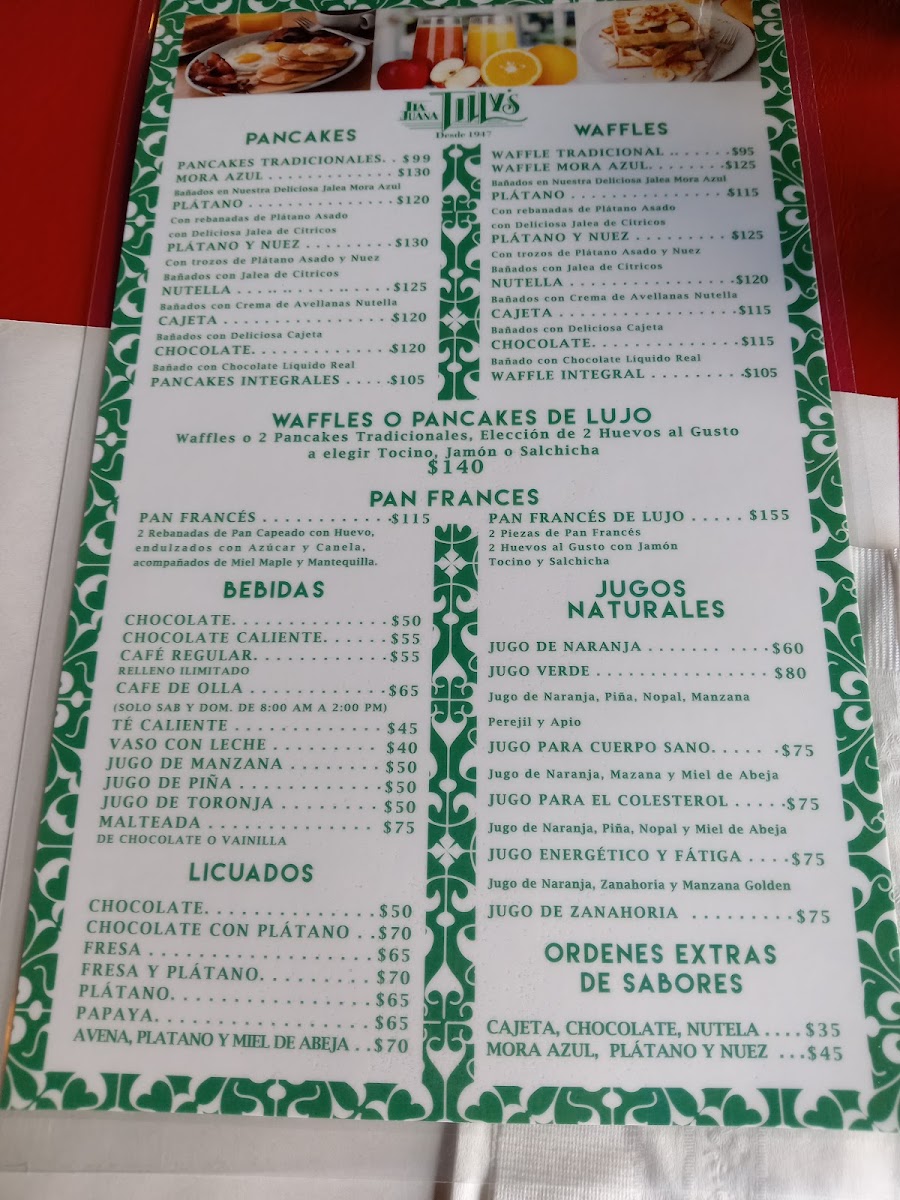 TIA JUANA TILLY'S
Desde 1947
PANCAKES
PANCAKES TRADICIONALES. . $99
MORA AZUL . . . . . . . . . . . . . $130
Bañados en Nuestra Deliciosa Jalea Mora Azul
PLÁTANO . . . . . . . . . . . . . . . $120
Con rebanadas de Plátano Asado
con Deliciosa Jalea de Citricos
PLÁTANO Y NUEZ . . . . . . . . . $130
Con trozos de Plátano Asado y Nuez
Bañados con Jalea de Citricos
NUTELLA . . . . . . . . . . . . . . $125
Bañados con Crema de Avellanas Nutella
CAJETA . . . . . . . . . . . . . . . . $120
Bañados con Deliciosa Cajeta
CHOCOLATE. . . . . . . . . . . . . $120
Bañado con Chocolate Liquido Real
PANCAKES INTEGRALES . . . . . $105
WAFFLES
WAFFLE TRADICIONAL .. . . . . . $95
WAFFLE MORA AZUL. . . . . . . . $125
Bañados en Nuestra Deliciosa Jalea Mora Azul
PLÁTANO . . . . . . . . . . . . . . . $115
Con rebanadas de Plátano Asado
con Deliciosa Jalea de Citricos
PLÁTANO Y NUEZ . . . . . . . . . $125
Con trozos de Plátano Asado y Nuez
Bañados con Jalea de Citricos
NUTELLA . . . . . . . . . . . . . . . . $120
Bañados con Crema de Avellanas Nutella
CAJETA . . . . . . . . . . . . . . . . . $115
Bañados con Deliciosa Cajeta
CHOCOLATE. . . . . . . . . . . . . . $115
Bañado con Chocolate Liquido Real
WAFFLE INTEGRAL . . . . . . . . . $105
WAFFLES O PANCAKES DE LUJO
Waffles o 2 Pancakes Tradicionales, Elección de 2 Huevos al Gusto
a elegir Tocino, Jamón o Salchicha
$140
PAN FRANCES
PAN FRANCÉS . . . . . . . . . . . . $115
2 Rebanadas de Pan Capeado con Huevo,
endulzados con Azúcar y Canela,
acompañados de Miel Maple y Mantequilla.
PAN FRANCÉS DE LUJO . . . . . $155
2 Piezas de Pan Francés
2 Huevos al Gusto con Jamón
Tocino y Salchicha
BEBIDAS
CHOCOLATE. . . . . . . . . . . . . . $50
CHOCOLATE CALIENTE. . . . . . $55
CAFÉ REGULAR. . . . . . . . . . . . $55
RELLENO ILIMITADO
CAFE DE OLLA . . . . . . . . . . . . $65
(SOLO SAB Y DOM. DE 8:00 AM A 2:00 PM)
TÉ CALIENTE . . . . . . . . . . . . . $45
VASO CON LECHE . . . . . . . . . $40
JUGO DE MANZANA . . . . . . . . $50
JUGO DE PIÑA . . . . . . . . . . . . . $50
JUGO DE TORONJA . . . . . . . . . $50
MALTEADA . . . . . . . . . . . . . . $75
DE CHOCOLATE O VAINILLA
LICUADOS
CHOCOLATE. . . . . . . . . . . . . . $50
CHOCOLATE CON PLÁTANO . . $70
FRESA . . . . . . . . . . . . . . . . . . $65
FRESA Y PLÁTANO. . . . . . . . . $70
PLÁTANO. . . . . . . . . . . . . . . . $65
PAPAYA. . . . . . . . . . . . . . . . . $65
AVENA, PLATANO Y MIEL DE ABEJA . . $70
JUGOS
NATURALES
JUGO DE NARANJA . . . . . . . . . . . $60
JUGO VERDE . . . . . . . . . . . . . . . . $80
Jugo de Naranja, Piña, Nopal, Manzana
Perejil y Apio
JUGO PARA CUERPO SANO. . . . . . $75
Jugo de Naranja, Mazana y Miel de Abeja
JUGO PARA EL COLESTEROL . . . . . $75
Jugo de Naranja, Piña, Nopal y Miel de Abeja
JUGO ENERGÉTICO Y FÁTIGA . . . . $75
Jugo de Naranja, Zanahoria y Manzana Golden
JUGO DE ZANAHORIA . . . . . . . . . $75
ORDENES EXTRAS
DE SABORES
CAJETA, CHOCOLATE, NUTELA . . . . $35
MORA AZUL, PLÁTANO Y NUEZ . . . $45